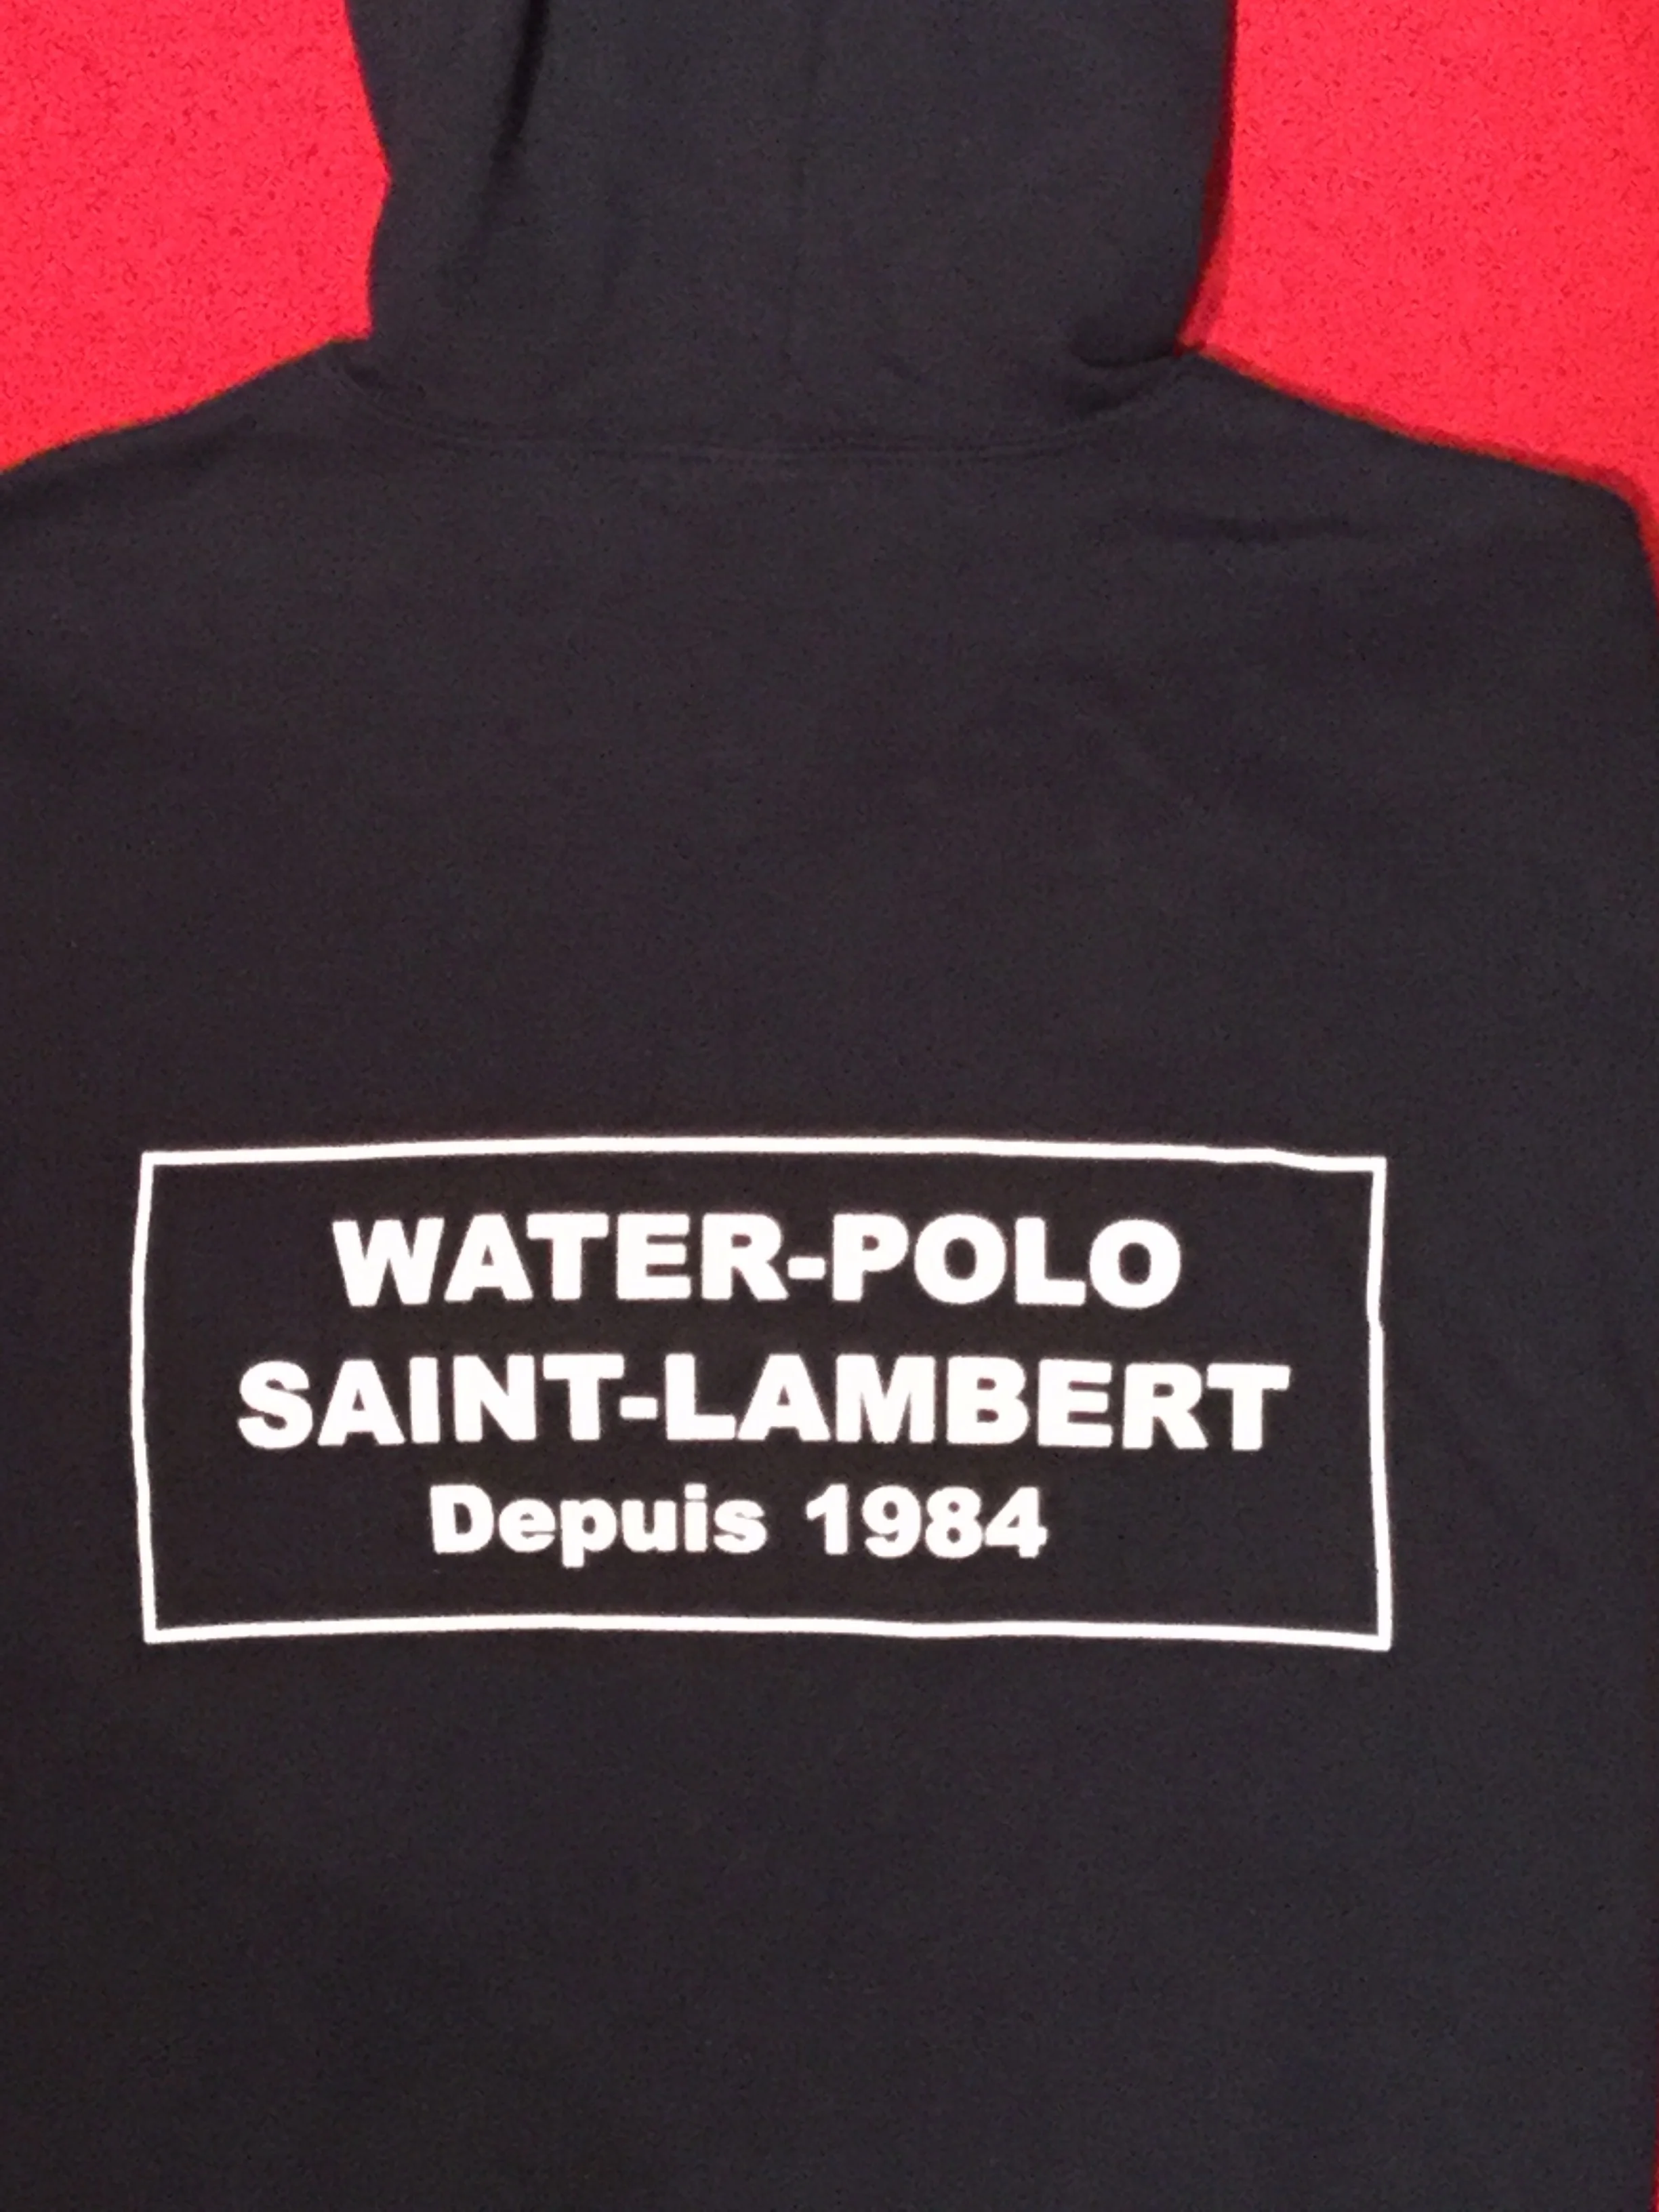 WATER-POLO
SAINT-LAMBERT
Depuis 1984